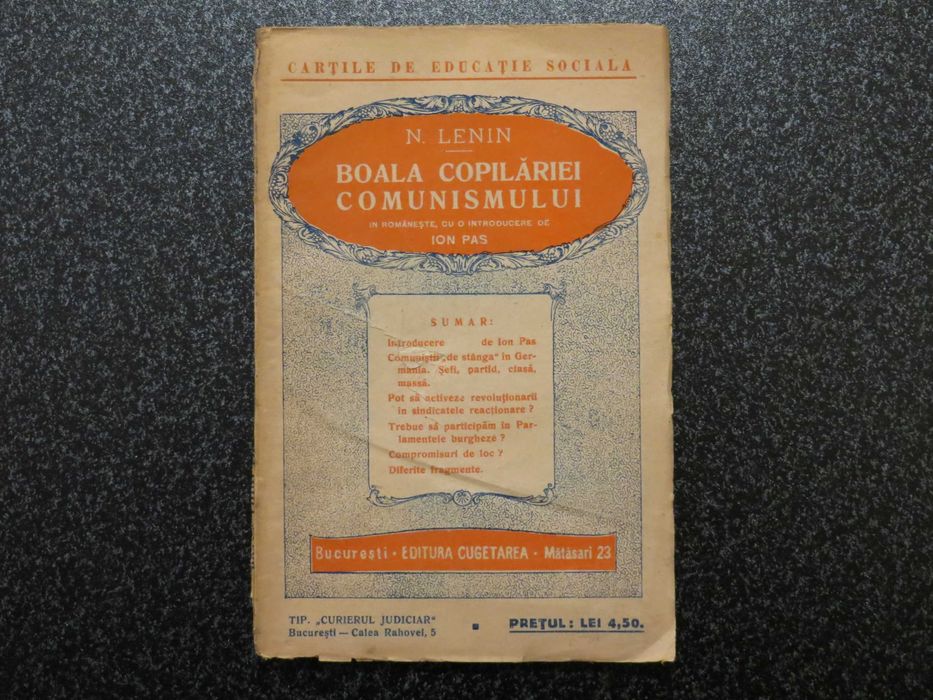 CARTILE DE EDUCAȚIE SOCIALA
N. LENIN
BOALA COPILĂRIEI
COMUNISMULUI
IN ROMÂNEȘTE, CU O INTRODUCERE DE
ION PAS
SUMAR:
Introducere de Ion Pas
Comuniștii „de stânga“ în Ger-
mania. Șefi, partid, clasă,
massă.
Pot să activeze revoluționarii
în sindicatele reacționare ?
Trebue să participăm în Par-
lamentele burgheze ?
Compromisuri de loc ?
Diferite fragmente.
București • EDITURA CUGETAREA • Mătăsari 23
TIP. „CURIERUL JUDICIAR“
București — Calea Rahovei, 5
PREȚUL: LEI 4,50.